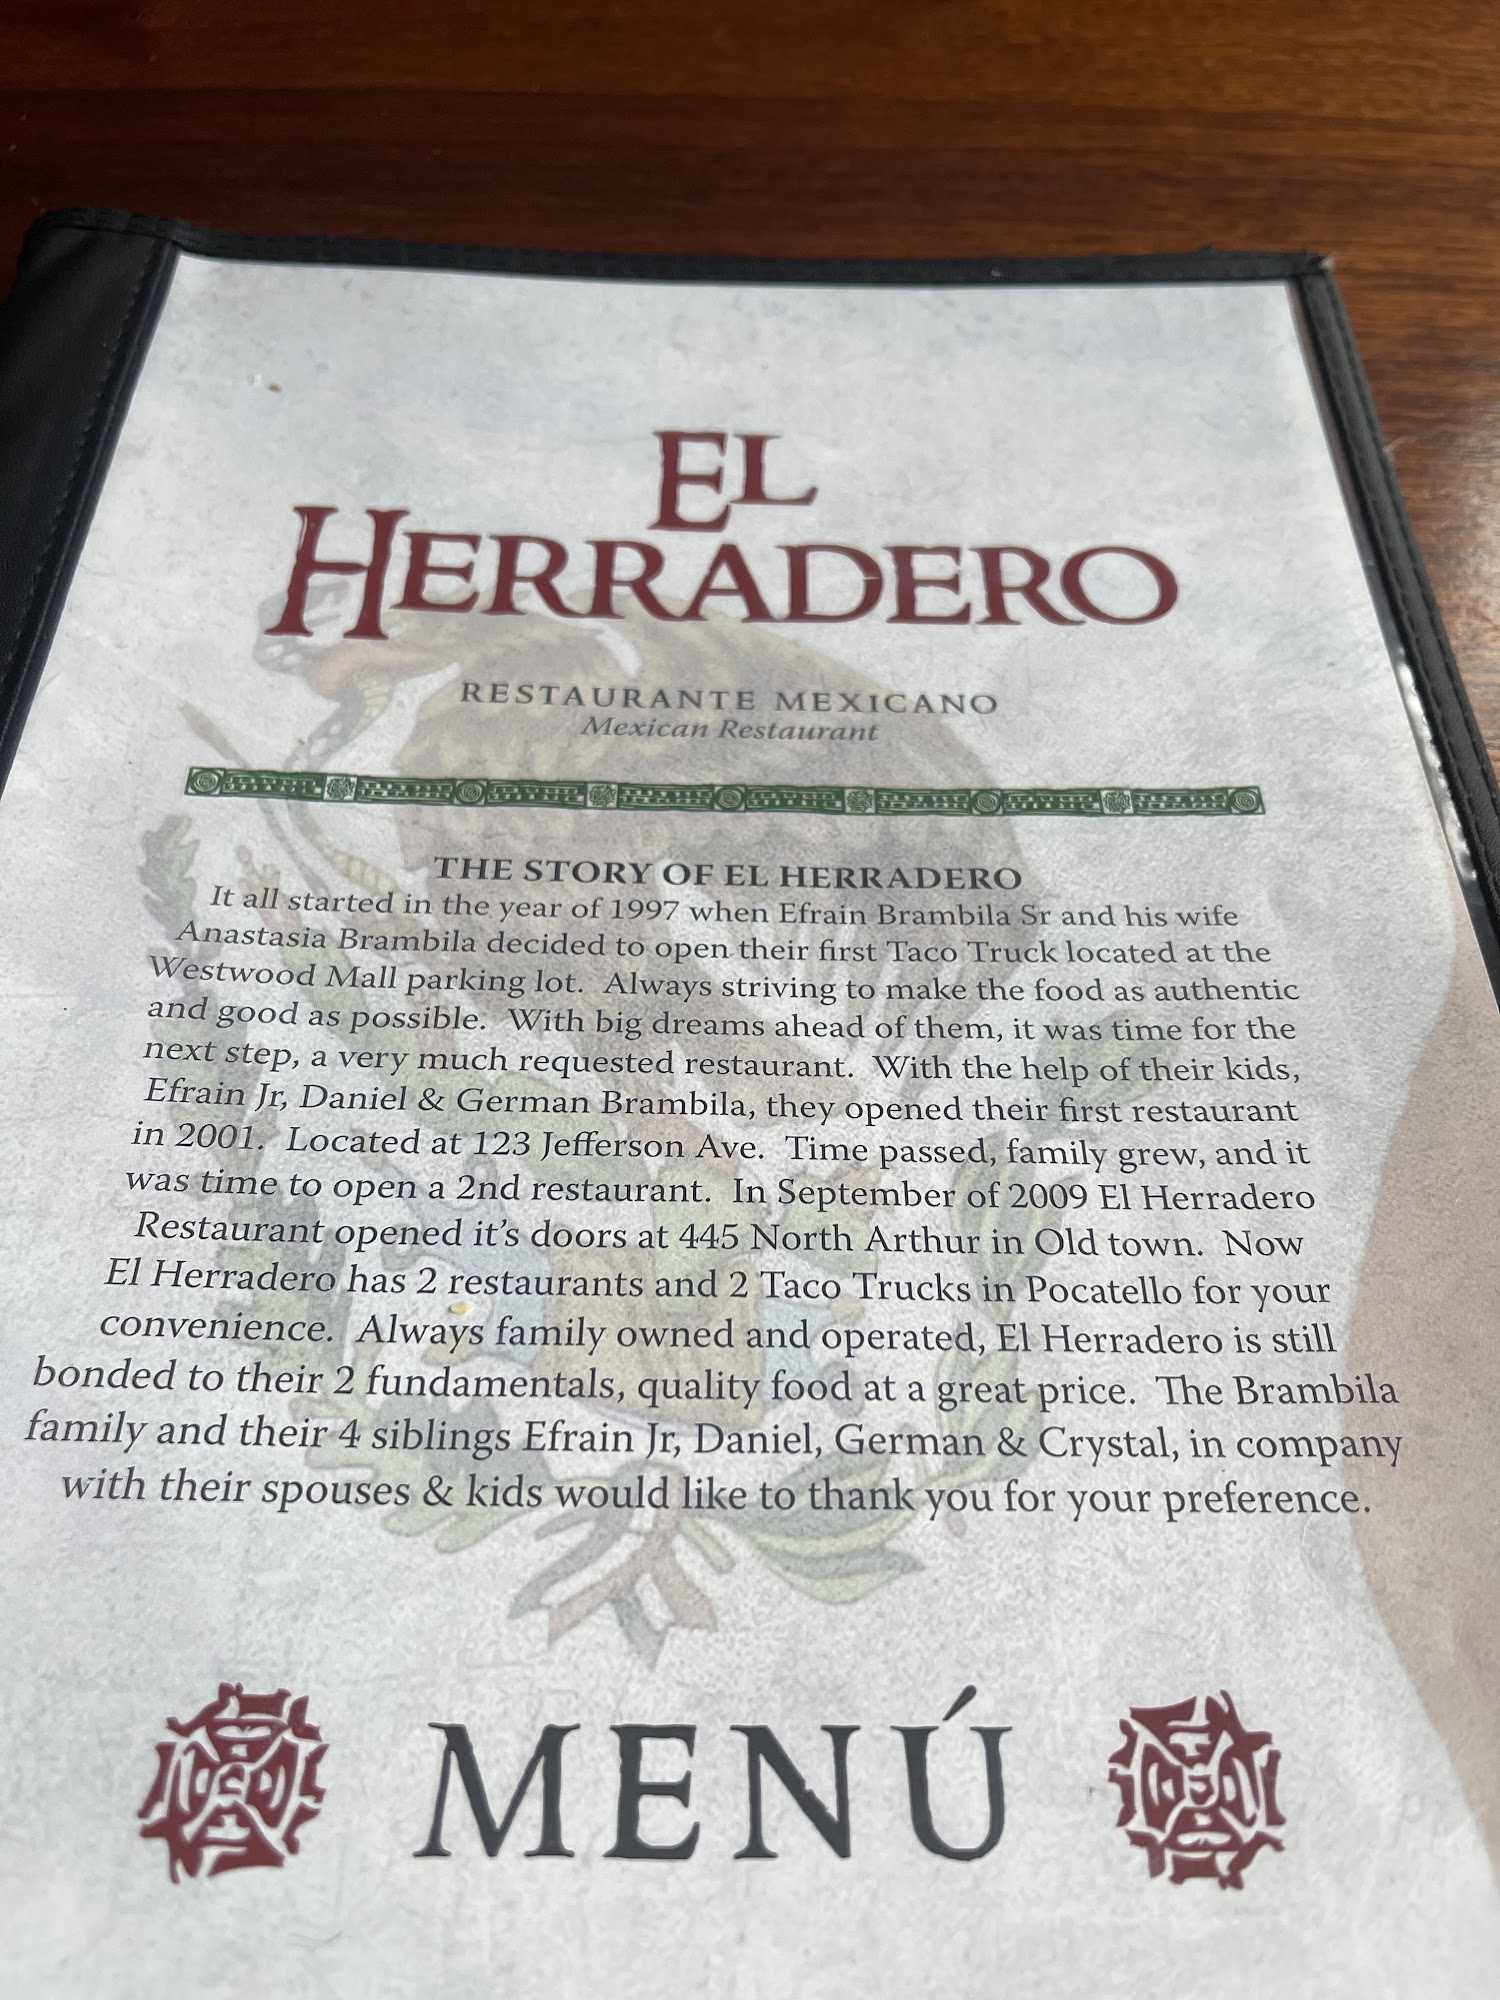 EL
HERRADERO
RESTAURANTE MEXICANO
Mexican Restaurant
THE STORY OF EL HERRADERO
It all started in the year of 1997 when Efrain Brambila Sr and his wife
Anastasia Brambila decided to open their first Taco Truck located at the
Westwood Mall parking lot. Always striving to make the food as authentic
and good as possible. With big dreams ahead of them, it was time for the
next step, a very much requested restaurant. With the help of their kids,
Efrain Jr, Daniel & German Brambila, they opened their first restaurant
in 2001. Located at 123 Jefferson Ave. Time passed, family grew, and it
was time to open a 2nd restaurant. In September of 2009 El Herradero
Restaurant opened it's doors at 445 North Arthur in Old town. Now
El Herradero has 2 restaurants and 2 Taco Trucks in Pocatello for your
convenience. Always family owned and operated, El Herradero is still
bonded to their 2 fundamentals, quality food at a great price. The Brambila
family and their 4 siblings Efrain Jr, Daniel, German & Crystal, in company
with their spouses & kids would like to thank you for your preference.
MENÚ